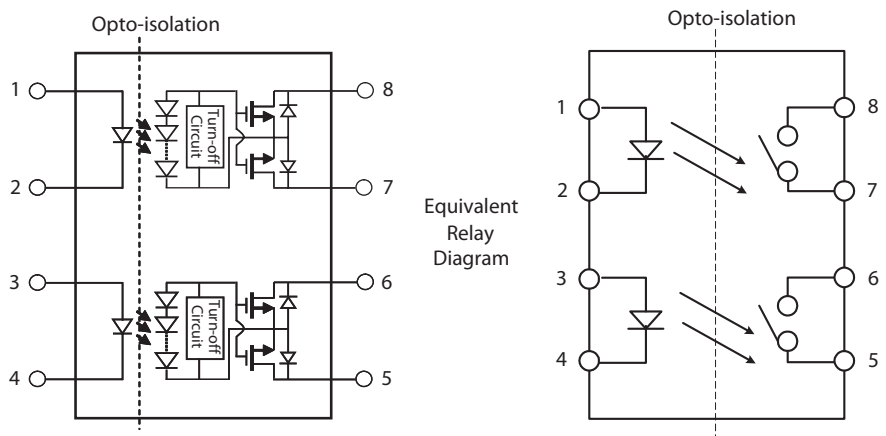 Opto-isolation
1
2
3
4
8
7
6
5
Turn-off
Circuit
Turn-off
Circuit
Equivalent
Relay
Diagram
Opto-isolation
1
2
3
4
8
7
6
5